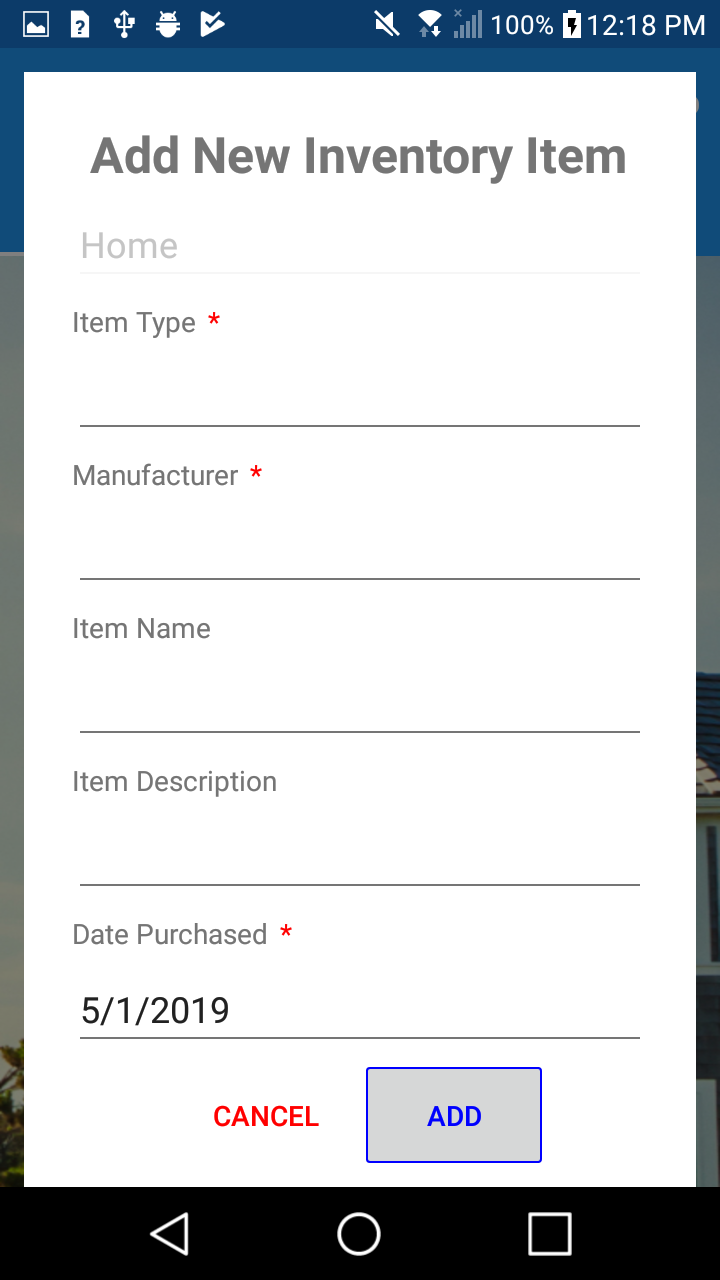 100% 12:18 PM
Add New Inventory Item
Home
Item Type *
Manufacturer *
Item Name
Item Description
Date Purchased *
5/1/2019
CANCEL ADD